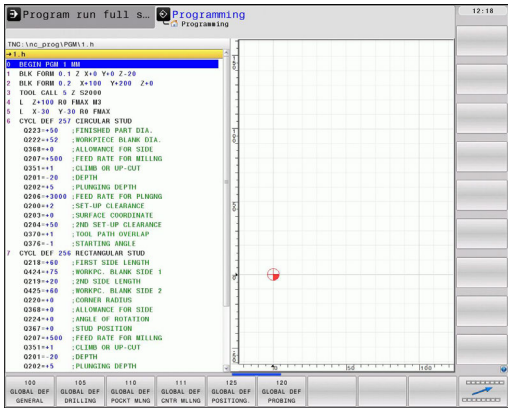 Program run full s…
Programming
Programming
12:18
TNC:\nc_prog\PGM\1.h
→1.h
0 BEGIN PGM 1 MM
1 BLK FORM 0.1 Z X+0 Y+0 Z-20
2 BLK FORM 0.2 X+100 Y+200 Z+0
3 TOOL CALL 5 Z S2000
4 L Z+100 R0 FMAX M3
5 L X-30 Y-30 R0 FMAX
6 CYCL DEF 257 CIRCULAR STUD
Q223=+50 ;FINISHED PART DIA.
Q222=+52 ;WORKPIECE BLANK DIA.
Q368=+0 ;ALLOWANCE FOR SIDE
Q207=+500 ;FEED RATE FOR MILLNG
Q351=+1 ;CLIMB OR UP-CUT
Q201=-20 ;DEPTH
Q202=+5 ;PLUNGING DEPTH
Q206=+3000 ;FEED RATE FOR PLNGNG
Q200=+2 ;SET-UP CLEARANCE
Q203=+0 ;SURFACE COORDINATE
Q204=+50 ;2ND SET-UP CLEARANCE
Q370=+1 ;TOOL PATH OVERLAP
Q376=-1 ;STARTING ANGLE
7 CYCL DEF 256 RECTANGULAR STUD
Q218=+60 ;FIRST SIDE LENGTH
Q424=+75 ;WORKPC. BLANK SIDE 1
Q219=+20 ;2ND SIDE LENGTH
Q425=+60 ;WORKPC. BLANK SIDE 2
Q220=+0 ;CORNER RADIUS
Q368=+0 ;ALLOWANCE FOR SIDE
Q224=+0 ;ANGLE OF ROTATION
Q367=+0 ;STUD POSITION
Q207=+500 ;FEED RATE FOR MILLNG
Q351=+1 ;CLIMB OR UP-CUT
Q201=-20 ;DEPTH
Q202=+5 ;PLUNGING DEPTH
150
100
50
0
0
50
100
100 GLOBAL DEF GENERAL
105 GLOBAL DEF DRILLING
110 GLOBAL DEF POCKT MLNG
111 GLOBAL DEF CNTR MLLNG
125 GLOBAL DEF POSITIONG.
120 GLOBAL DEF PROBING